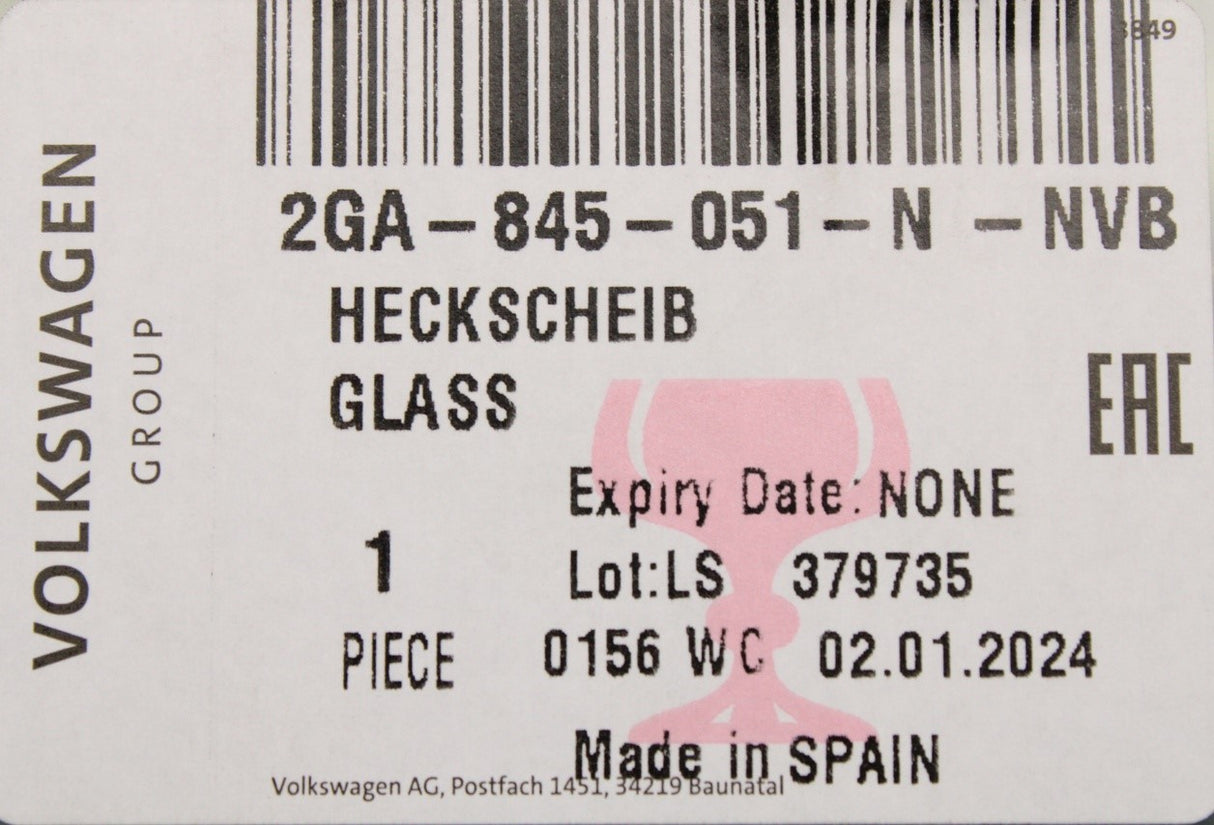 VOLKSWAGEN
GROUP
2GA-845-051-N -NVB
HECKSCHEIB
GLASS
EAC
Expiry Date: NONE
1
Lot:LS 379735
PIECE
0156 WC 02.01.2024
Made in SPAIN
Volkswagen AG, Postfach 1451, 34219 Baunatal